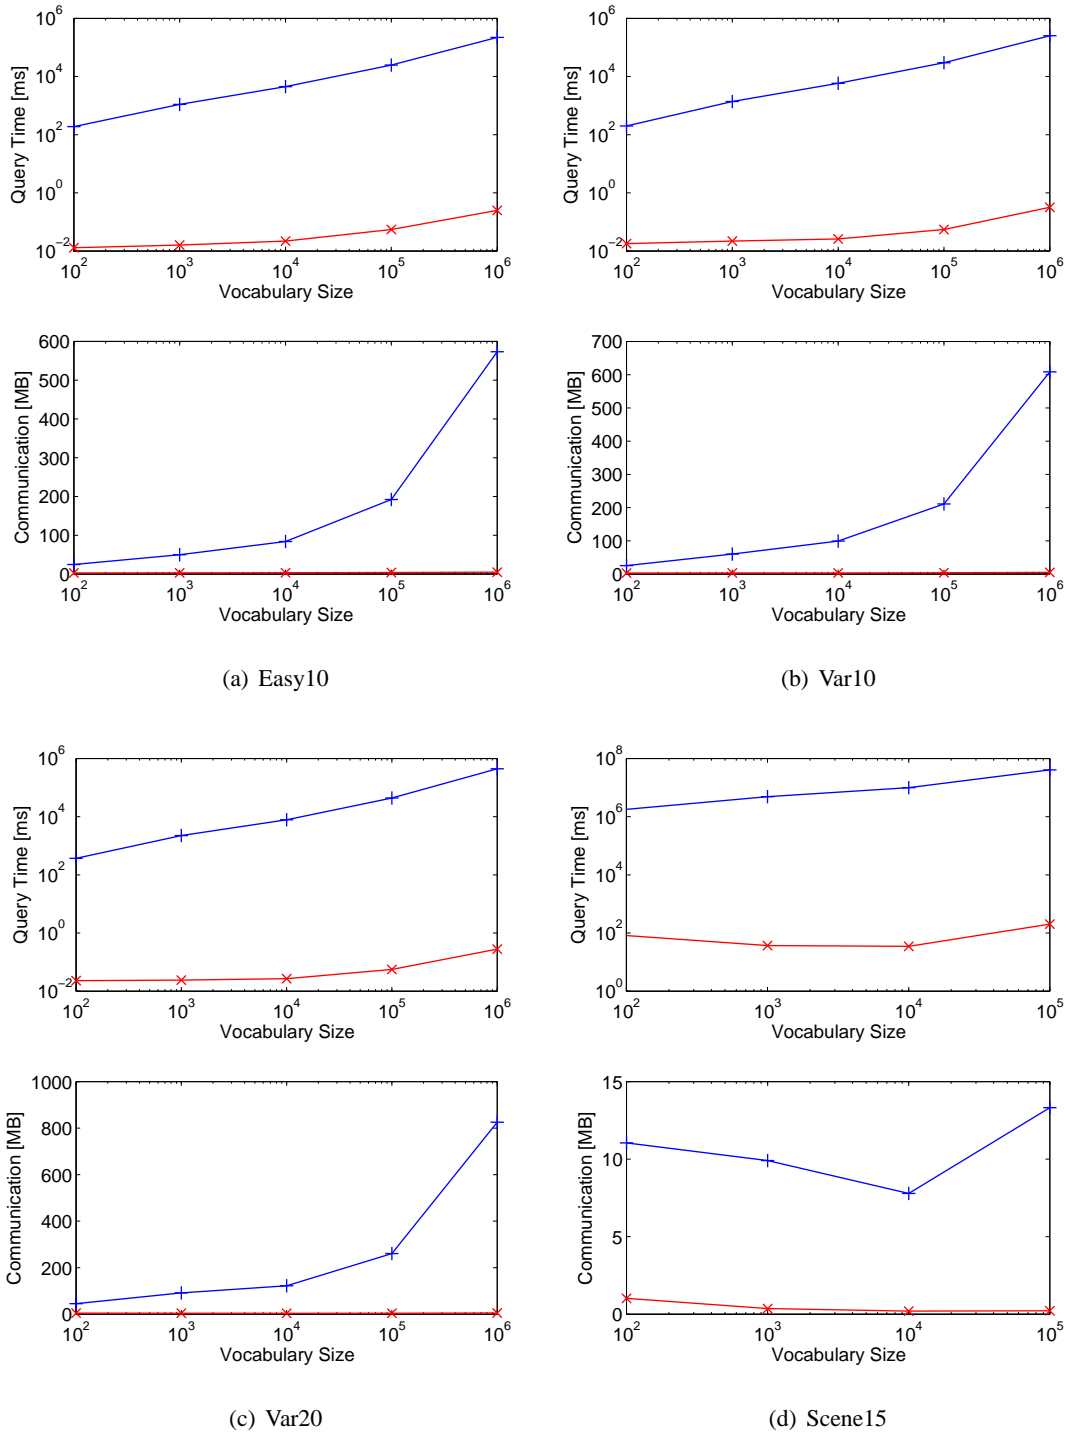 10^6
10^4
10^2
10^0
10^−2
Query Time [ms]
10^2 10^3 10^4 10^5 10^6
Vocabulary Size
10^6
10^4
10^2
10^0
10^−2
Query Time [ms]
10^2 10^3 10^4 10^5 10^6
Vocabulary Size
600
500
400
300
200
100
0
Communication [MB]
10^2 10^3 10^4 10^5 10^6
Vocabulary Size
700
600
500
400
300
200
100
0
Communication [MB]
10^2 10^3 10^4 10^5 10^6
Vocabulary Size
(a) Easy10
(b) Var10
10^6
10^4
10^2
10^0
10^−2
Query Time [ms]
10^2 10^3 10^4 10^5 10^6
Vocabulary Size
10^8
10^6
10^4
10^2
10^0
Query Time [ms]
10^2 10^3 10^4 10^5
Vocabulary Size
1000
800
600
400
200
0
Communication [MB]
10^2 10^3 10^4 10^5 10^6
Vocabulary Size
15
10
5
0
Communication [MB]
10^2 10^3 10^4 10^5
Vocabulary Size
(c) Var20
(d) Scene15